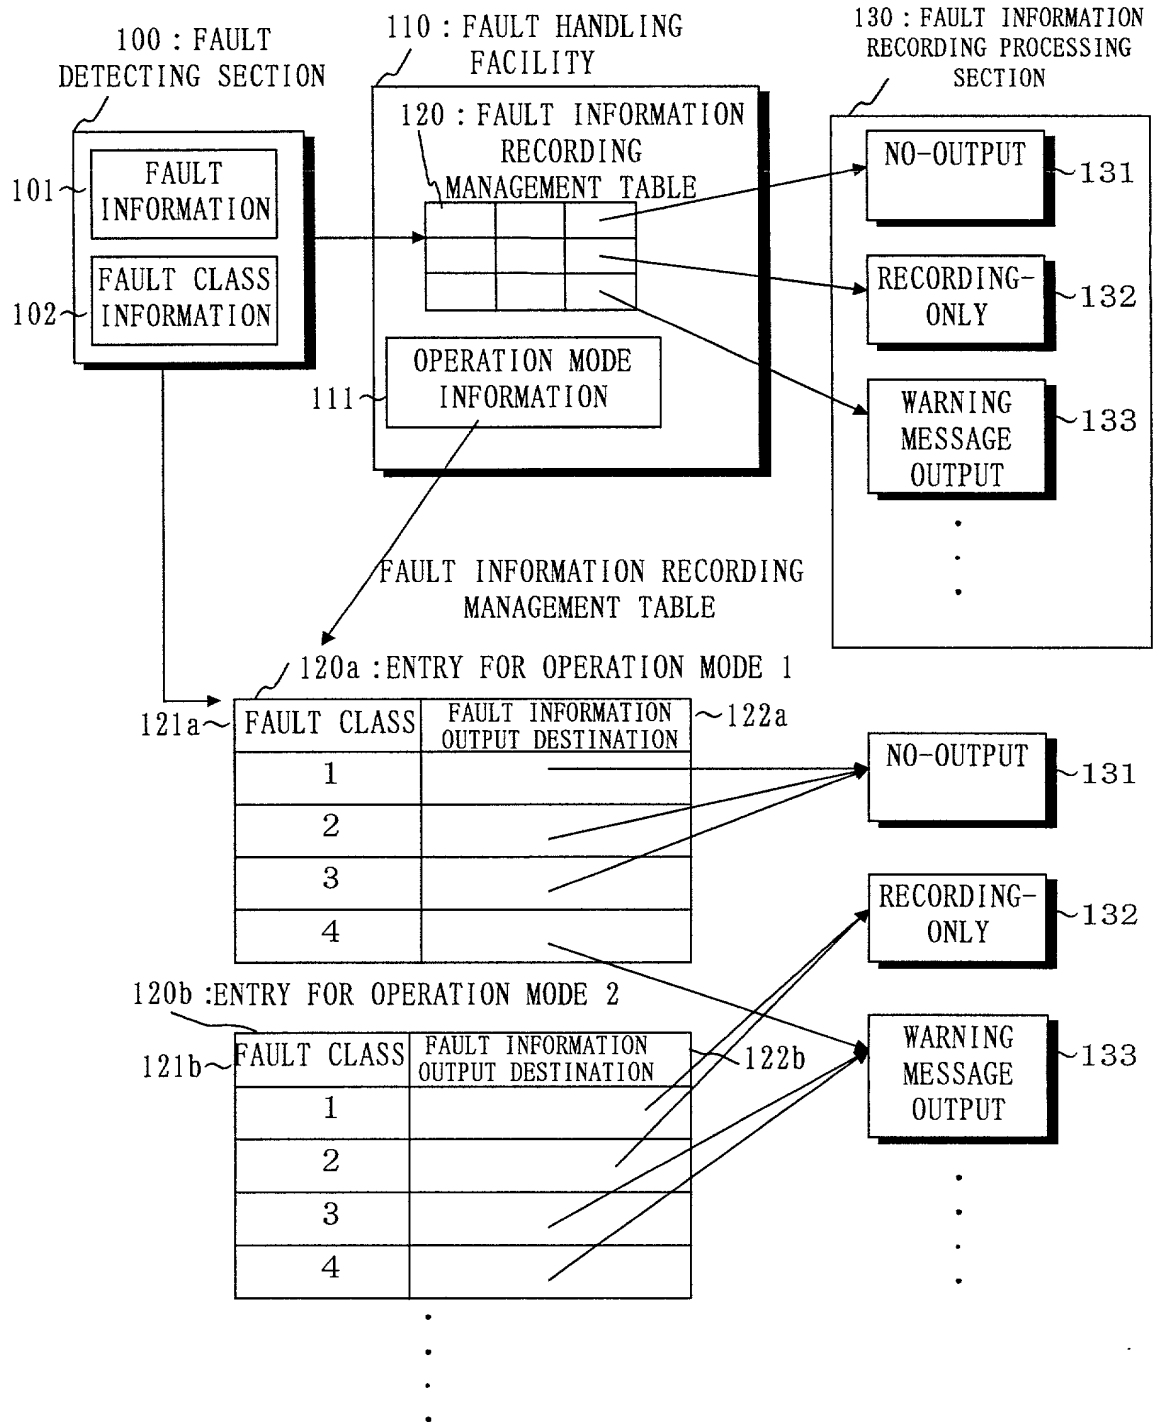 100 : FAULT
DETECTING SECTION
110 : FAULT HANDLING
FACILITY
130 : FAULT INFORMATION
RECORDING PROCESSING
SECTION
101
FAULT
INFORMATION
102
FAULT CLASS
INFORMATION
120 : FAULT INFORMATION
RECORDING
MANAGEMENT TABLE
111
OPERATION MODE
INFORMATION
NO-OUTPUT
131
RECORDING-
ONLY
132
WARNING
MESSAGE
OUTPUT
133
FAULT INFORMATION RECORDING
MANAGEMENT TABLE
120a : ENTRY FOR OPERATION MODE 1
121a
FAULT CLASS
FAULT INFORMATION
OUTPUT DESTINATION
122a
1
2
3
4
NO-OUTPUT
131
RECORDING-
ONLY
132
120b : ENTRY FOR OPERATION MODE 2
121b
FAULT CLASS
FAULT INFORMATION
OUTPUT DESTINATION
122b
1
2
3
4
WARNING
MESSAGE
OUTPUT
133